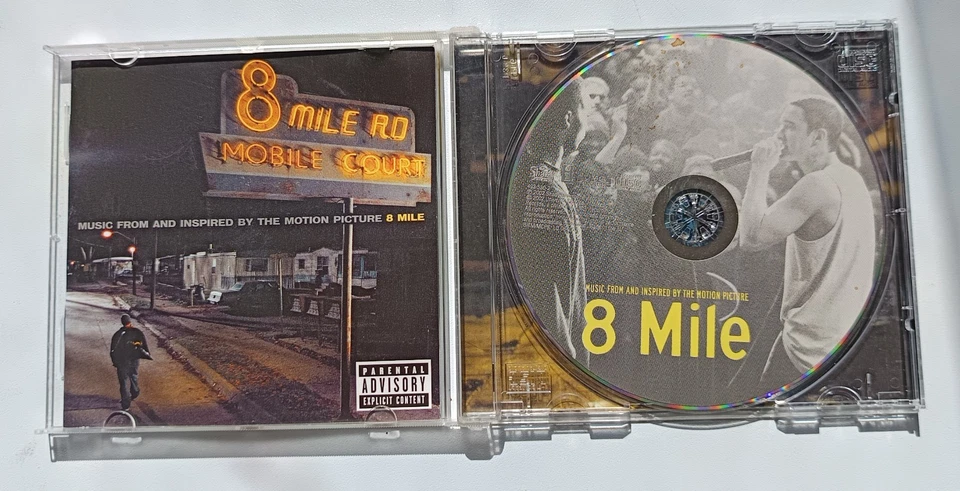 8 MILE RD
MOBILE COURT
MUSIC FROM AND INSPIRED BY THE MOTION PICTURE 8 MILE
PARENTAL
ADVISORY
EXPLICIT CONTENT
MUSIC FROM AND INSPIRED BY THE MOTION PICTURE
8 Mile